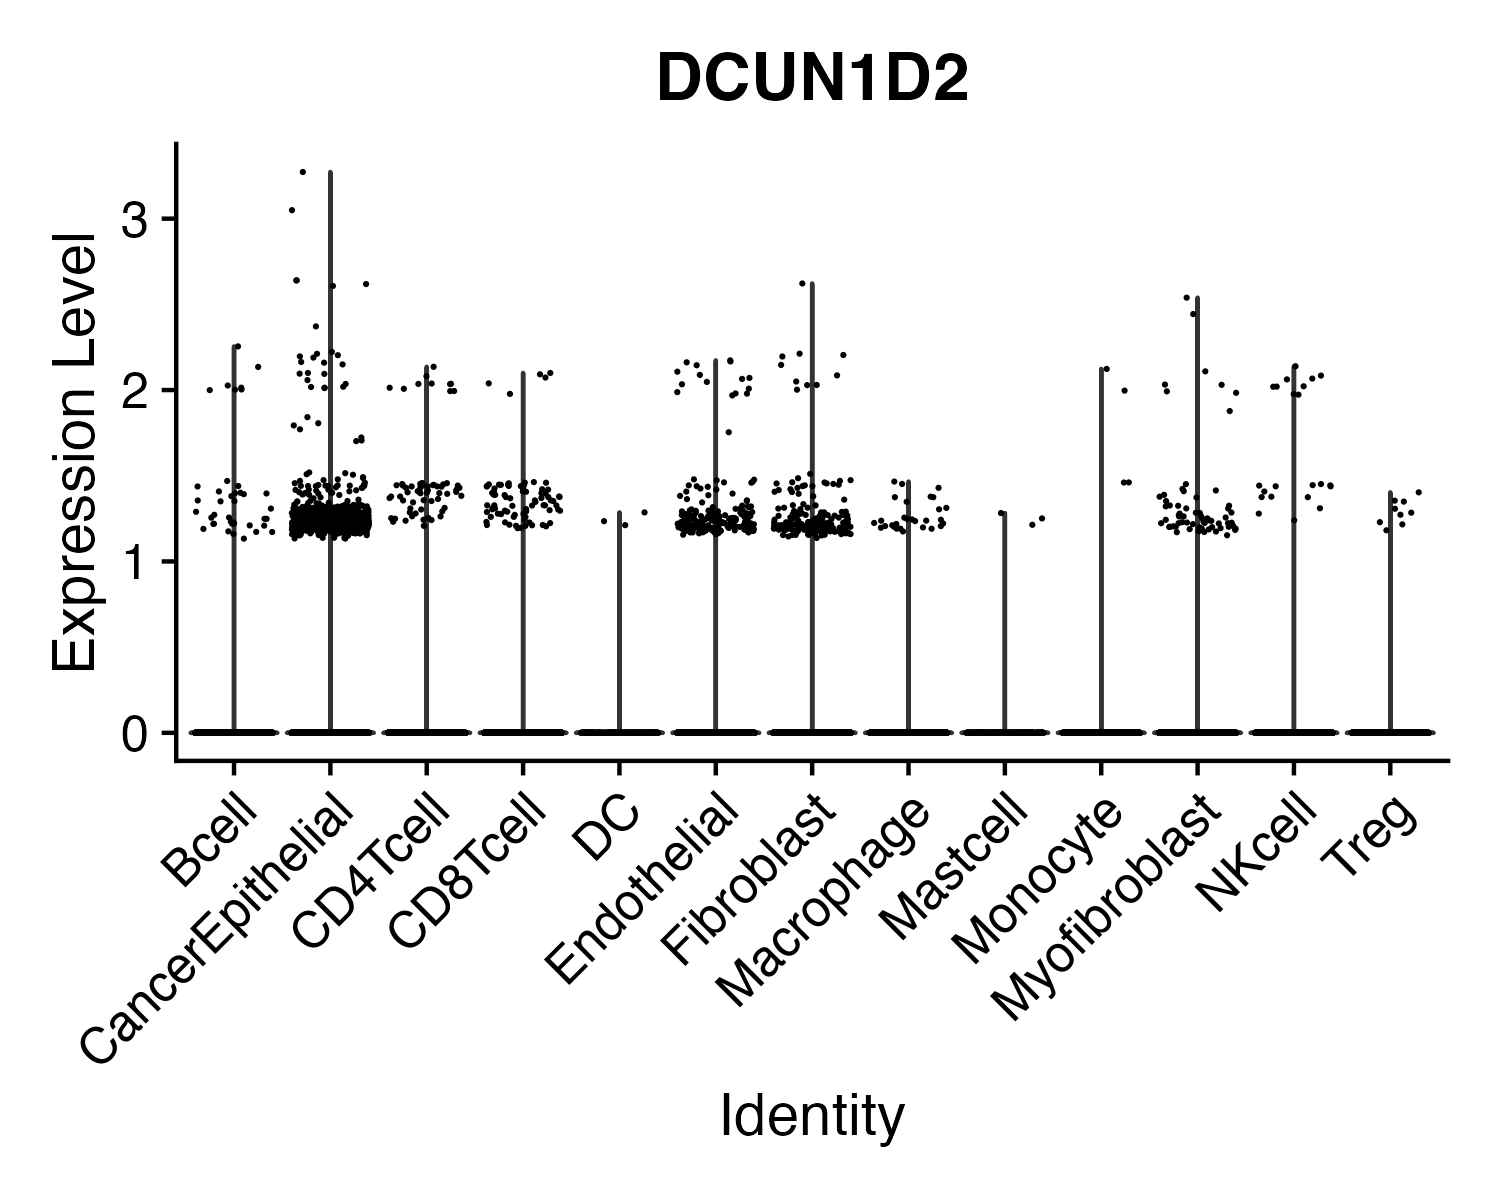 DCUN1D2
Expression Level
3
2
1
0
Bcell
CancerEpithelial
CD4Tcell
CD8Tcell
DC
Endothelial
Fibroblast
Macrophage
Mastcell
Monocyte
Myofibroblast
NKcell
Treg
Identity